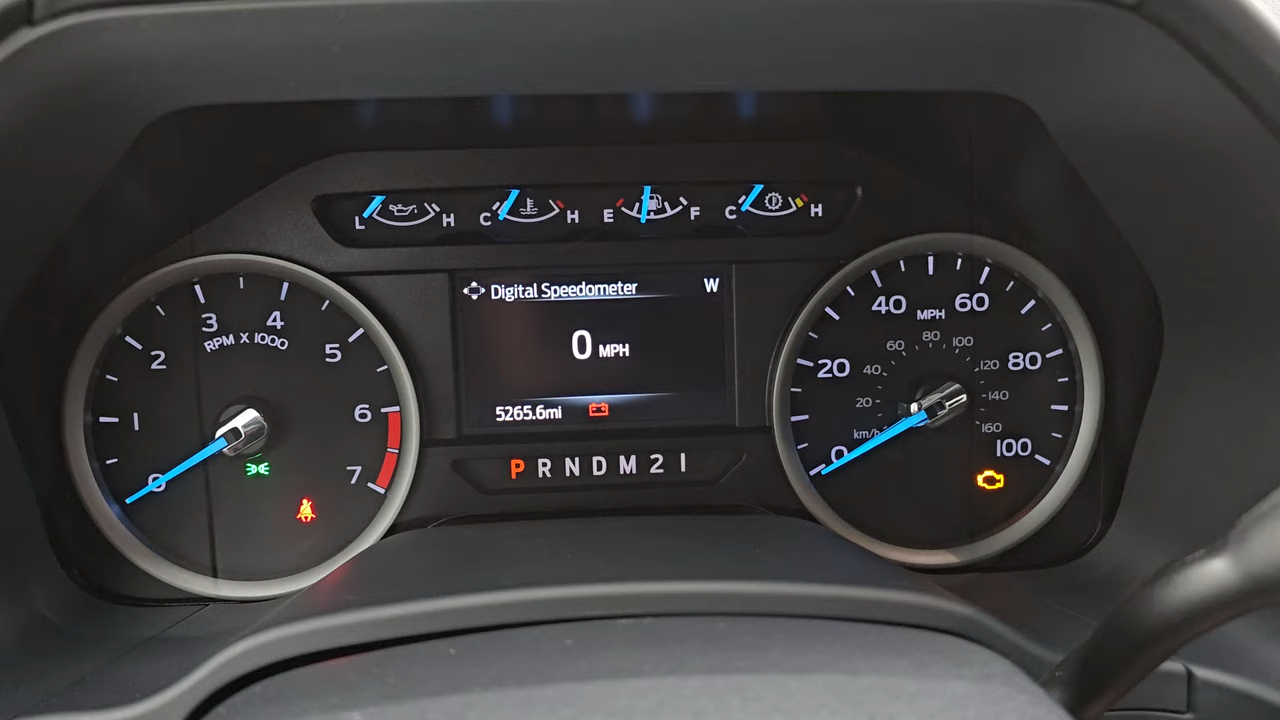 L H C H E F C H
Digital Speedometer W
0 MPH
5265.6mi
P R N D M 2 1
0 1 2 3 4 5 6 7
RPM X 1000
0 20 40 60 80 100
MPH
20 40 60 80 100 120 140 160
km/h